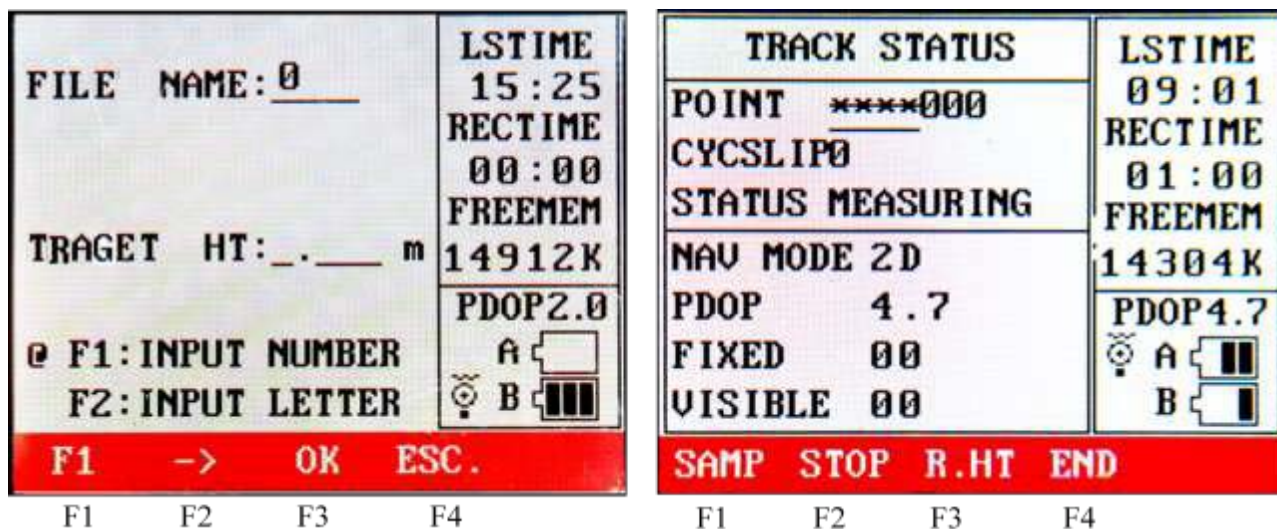 FILE NAME:0
TRAGET HT:_.___ m
@ F1:INPUT NUMBER
F2:INPUT LETTER
LSTIME
15:25
RECTIME
00:00
FREEMEM
14912K
PDOP2.0
A
B
F1 -> OK ESC.
F1 F2 F3 F4
TRACK STATUS
POINT ****000
CYCSLIP0
STATUS MEASURING
NAV MODE 2D
PDOP 4.7
FIXED 00
VISIBLE 00
LSTIME
09:01
RECTIME
01:00
FREEMEM
14304K
PDOP4.7
A
B
SAMP STOP R.HT END
F1 F2 F3 F4